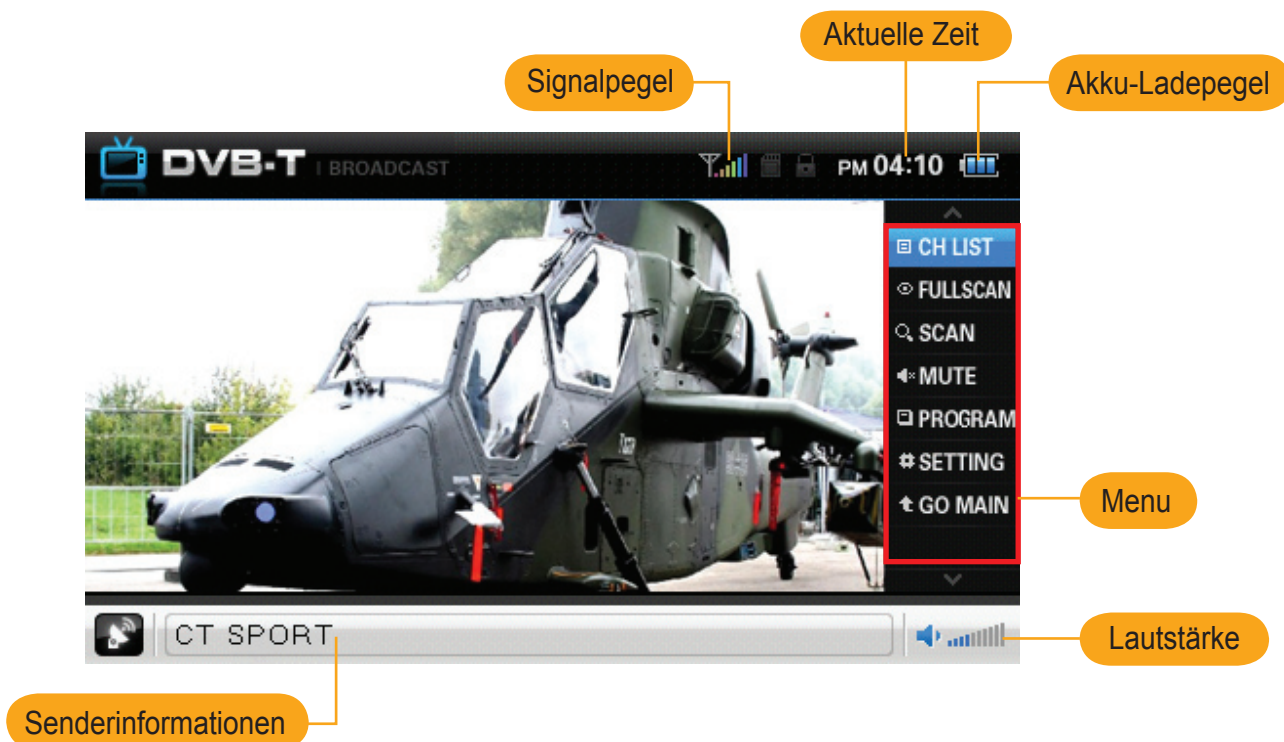 Aktuelle Zeit
Signalpegel
Akku-Ladepegel
DVB-T | BROADCAST
PM 04:10
CH LIST
FULLSCAN
SCAN
MUTE
PROGRAM
SETTING
GO MAIN
Menu
CT SPORT
Lautstärke
Senderinformationen